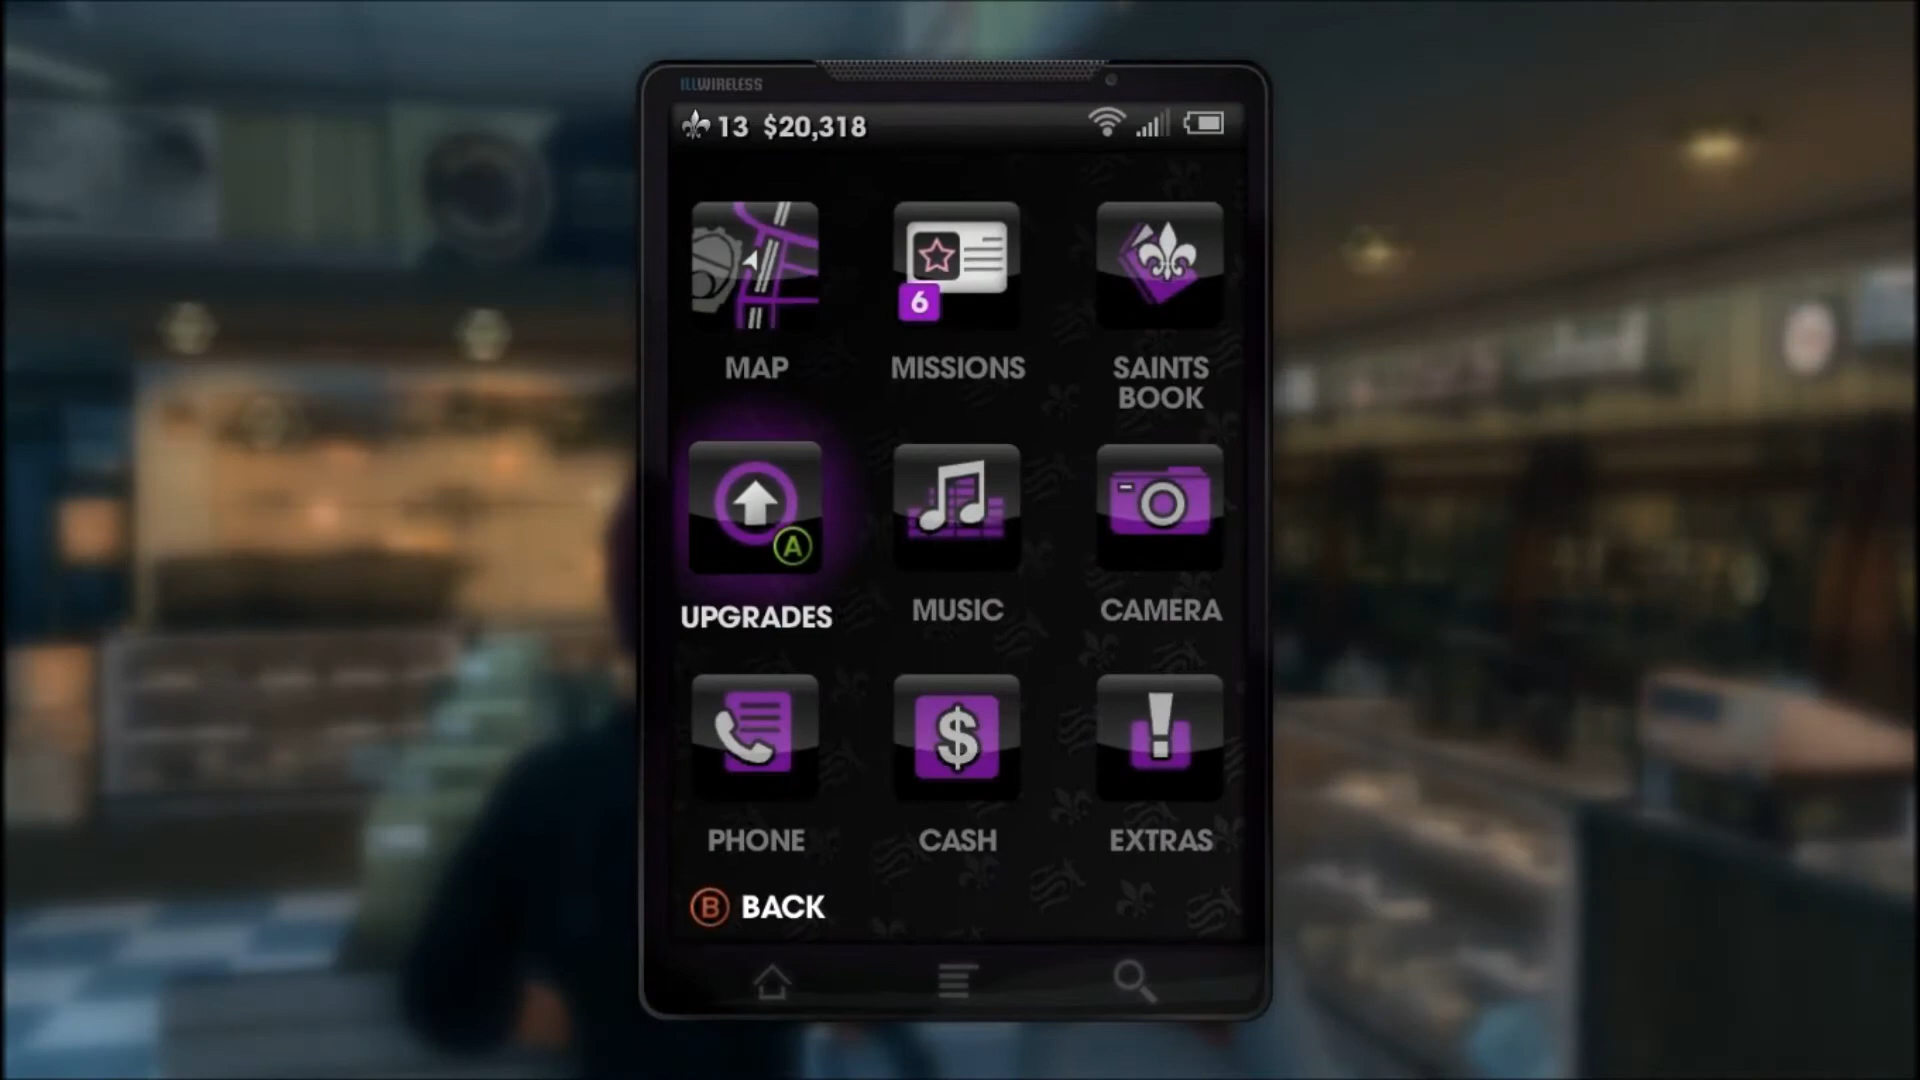 ILLWIRELESS
13 $20,318
MAP
MISSIONS
SAINTS
BOOK
6
A
UPGRADES
MUSIC
CAMERA
$
!
PHONE
CASH
EXTRAS
B BACK